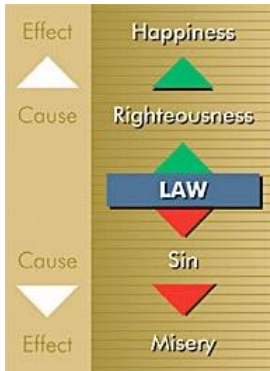 Effect Happiness
Cause Righteousness
LAW
Cause Sin
Effect Misery